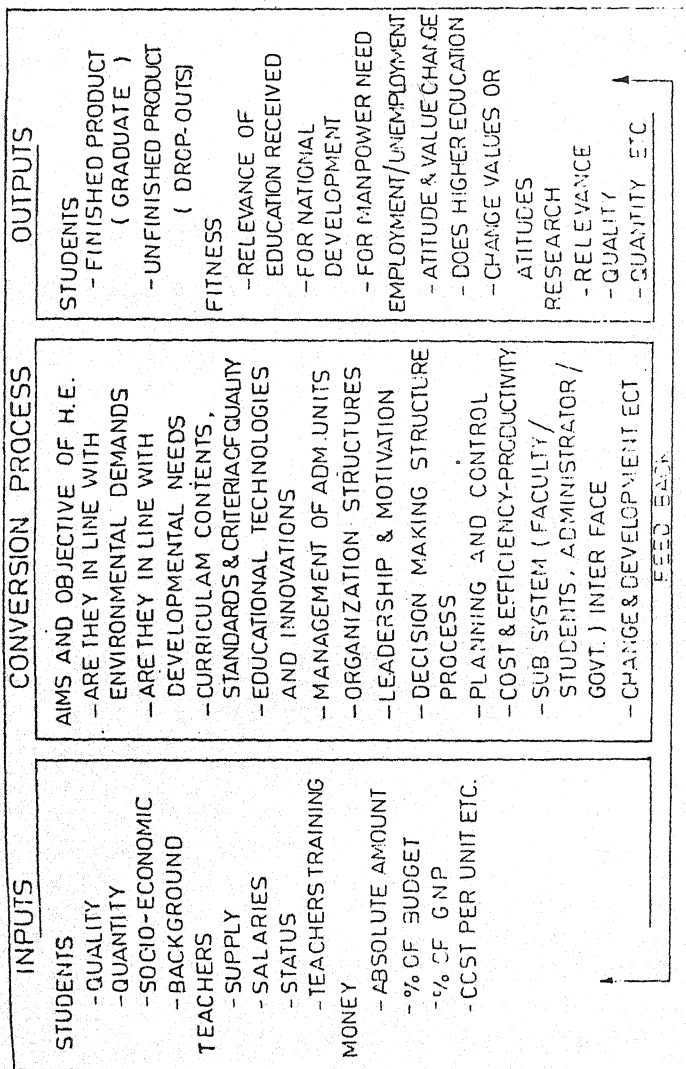 INPUTS
STUDENTS
-QUALITY
-QUANTITY
-SOCIO-ECONOMIC
-BACKGROUND
TEACHERS
-SUPPLY
-SALARIES
-STATUS
-TEACHERS TRAINING
MONEY
-ABSOLUTE AMOUNT
-% OF BUDGET
-% OF GNP
-COST PER UNIT ETC.
CONVERSION PROCESS
AIMS AND OBJECTIVE OF H.E.
-ARE THEY IN LINE WITH
ENVIRONMENTAL DEMANDS
-ARE THEY IN LINE WITH
DEVELOPMENTAL NEEDS
-CURRICULAM CONTENTS,
STANDARDS & CRITERIA OF QUALITY
-EDUCATIONAL TECHNOLOGIES
AND INNOVATIONS
-MANAGEMENT OF ADM.UNITS
-ORGANIZATION STRUCTURES
-LEADERSHIP & MOTIVATION
-DECISION MAKING STRUCTURE
PROCESS
-PLANNING AND CONTROL
-COST & EFFICIENCY-PRODUCTIVITY
-SUB SYSTEM (FACULTY/
STUDENTS, ADMINISTRATOR/
GOVT.) INTER FACE
-CHANGE & DEVELOPMENT ECT
OUTPUTS
STUDENTS
-FINISHED PRODUCT
(GRADUATE )
-UNFINISHED PRODUCT
( DROP-OUTS)
FITNESS
-RELEVANCE OF
EDUCATION RECEIVED
-FOR NATIONAL
DEVELOPMENT
-FOR MANPOWER NEED
EMPLOYMENT/UNEMPLOYMENT
-ATITUDE & VALUE CHANGE
-DOES HIGHER EDUCATION
-CHANGE VALUES OR
ATITUDES
RESEARCH
-RELEVANCE
-QUALITY
-QUANTITY ETC
FEED BACK